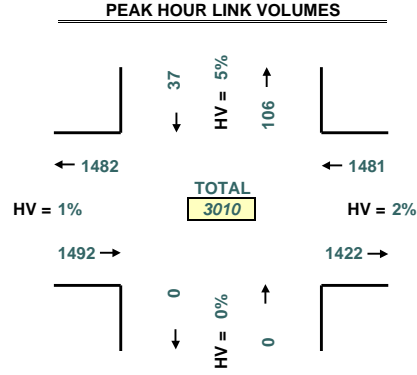 PEAK HOUR LINK VOLUMES
37
HV = 5%
106
← 1482
← 1481
TOTAL
HV = 1%
3010
HV = 2%
1492 →
1422 →
0
HV = 0%
0